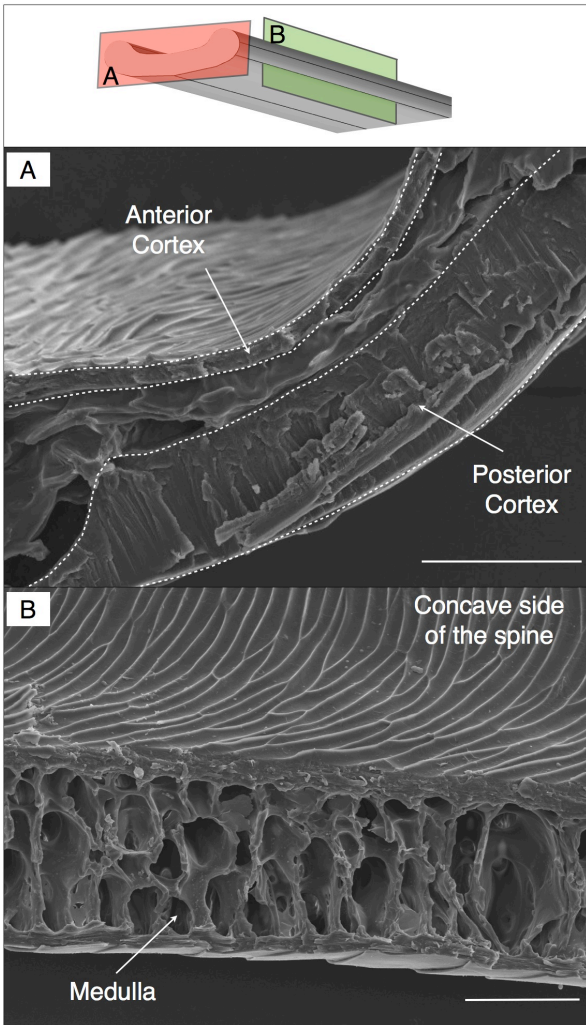 B
A
A
Anterior
Cortex
Posterior
Cortex
B
Concave side
of the spine
Medulla